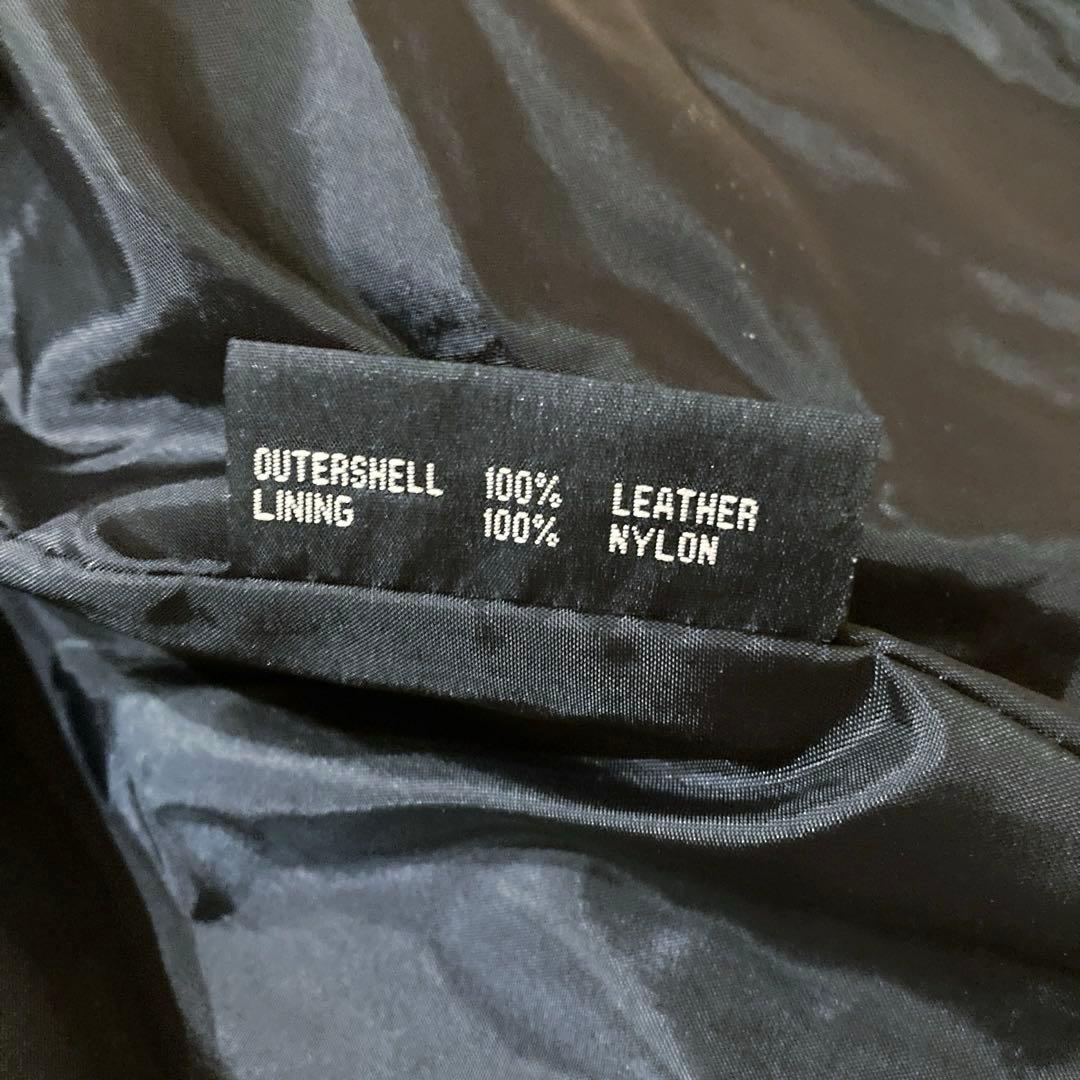 OUTERSHELL 100% LEATHER
LINING 100% NYLON